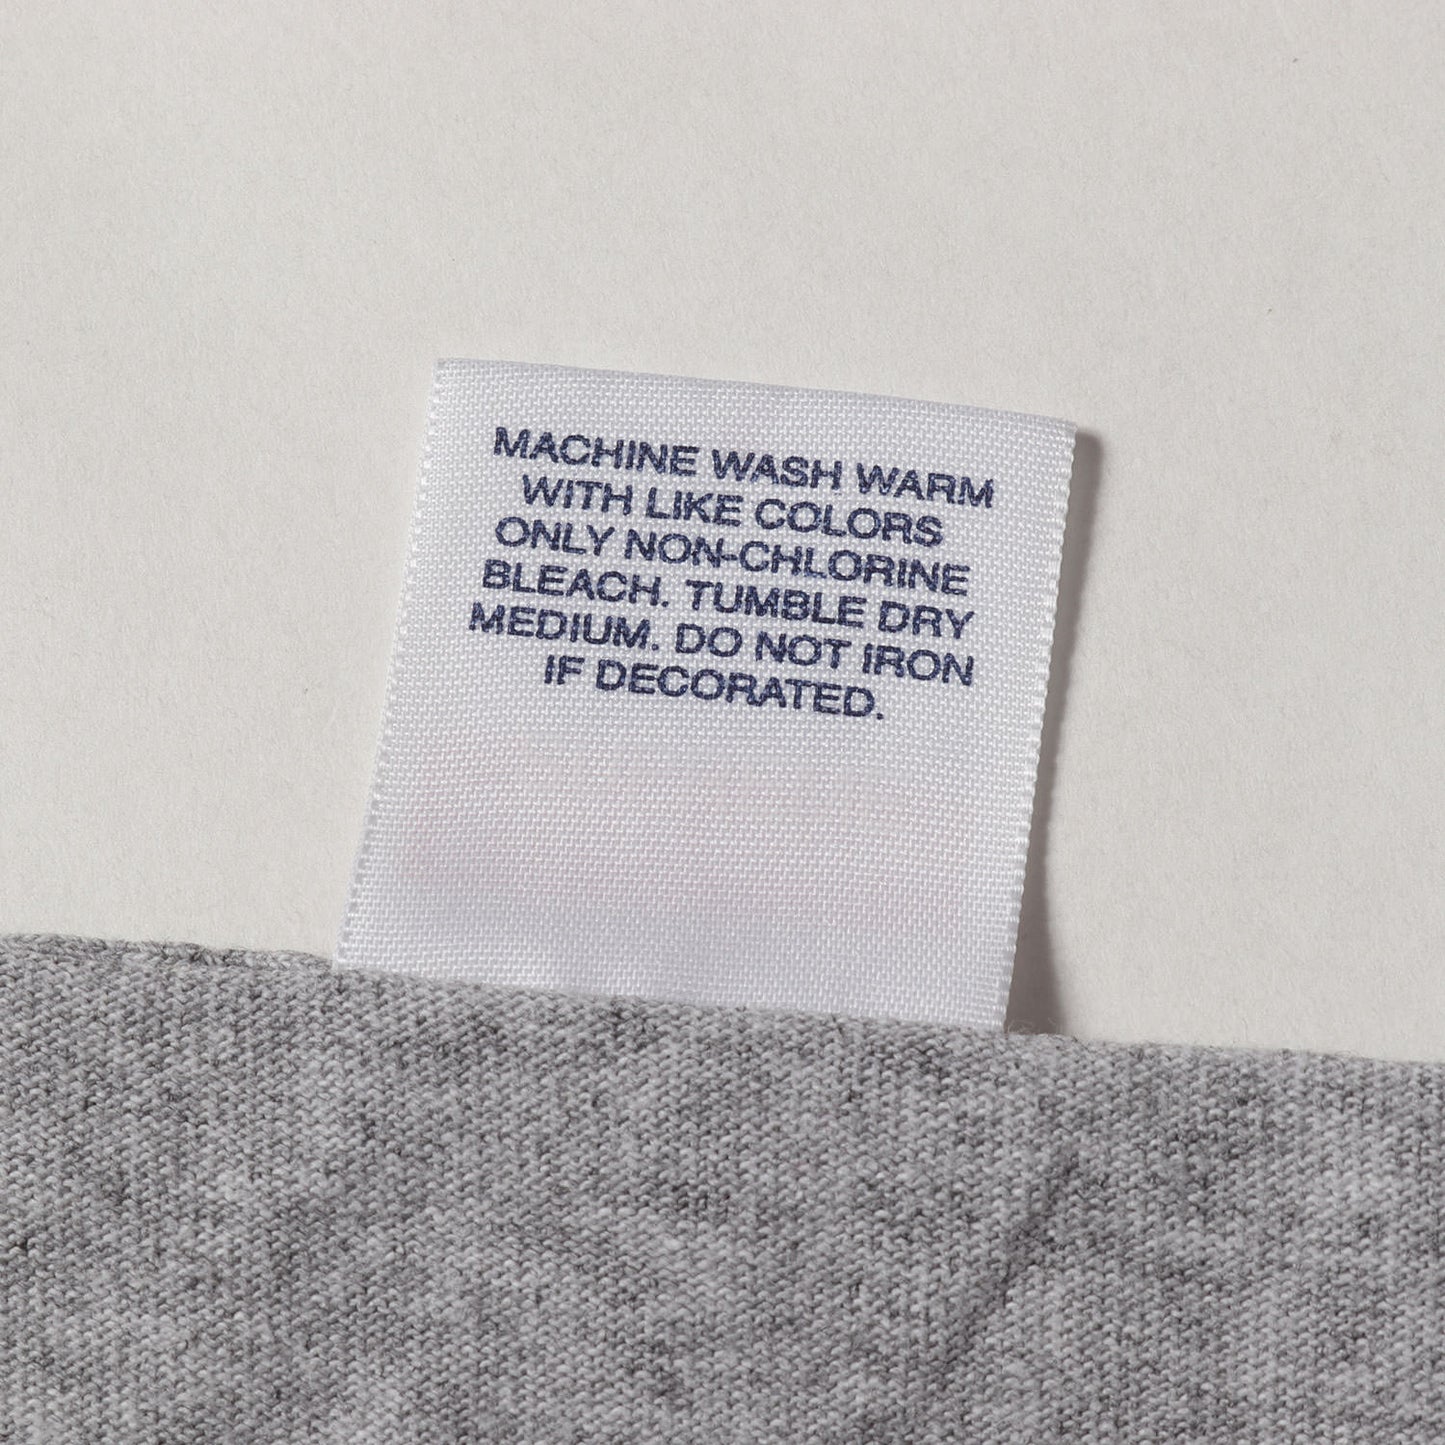 MACHINE WASH WARM
WITH LIKE COLORS
ONLY NON-CHLORINE
BLEACH. TUMBLE DRY
MEDIUM. DO NOT IRON
IF DECORATED.